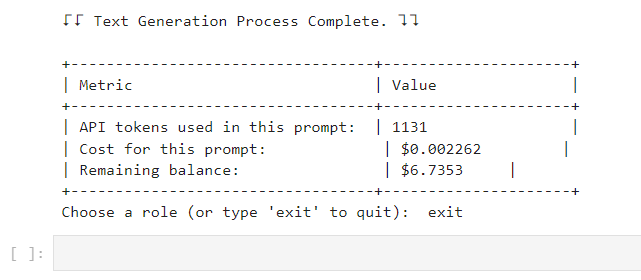 ⁅⁅ Text Generation Process Complete. ⁆⁆
+-----------------------------------+---------------------+
| Metric                            | Value               |
+-----------------------------------+---------------------+
| API tokens used in this prompt:  | 1131                |
| Cost for this prompt:             | $0.002262         |
| Remaining balance:                | $6.7353     |
+-----------------------------------+---------------------+
Choose a role (or type 'exit' to quit):  exit
[ ]: